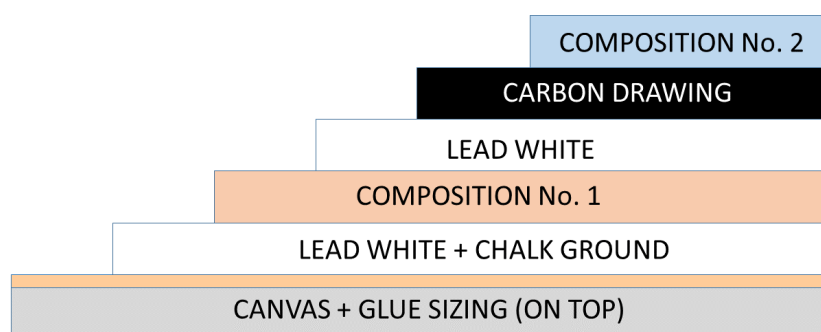 COMPOSITION No. 2
CARBON DRAWING
LEAD WHITE
COMPOSITION No. 1
LEAD WHITE + CHALK GROUND
CANVAS + GLUE SIZING (ON TOP)